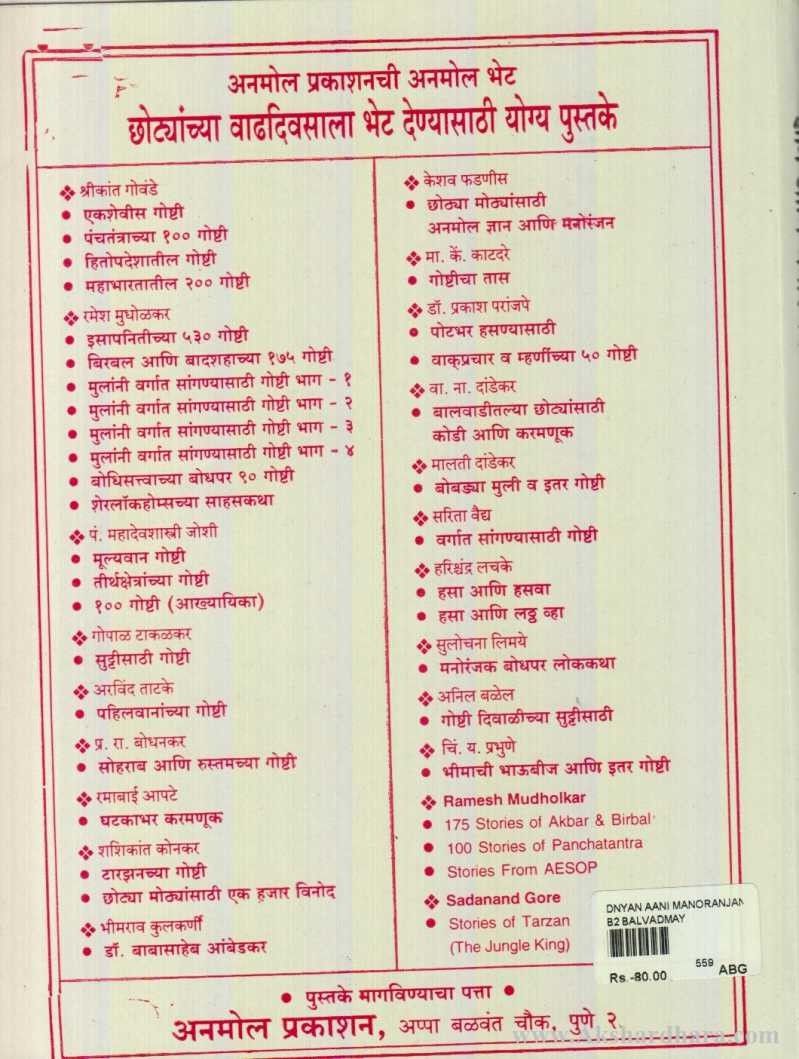 अनमोल प्रकाशनची अनमोल भेट
छोट्यांच्या वाढदिवसाला भेट देण्यासाठी योग्य पुस्तके
❖ श्रीकांत गोवंडे
● एकशेवीस गोष्टी
● पंचतंत्राच्या १०० गोष्टी
● हितोपदेशातील गोष्टी
● महाभारतातील २०० गोष्टी
❖ रमेश मुधोळकर
● इसापनितीच्या ५३० गोष्टी
● बिरबल आणि बादशहाच्या १७५ गोष्टी
● मुलांनी वर्गात सांगण्यासाठी गोष्टी भाग - १
● मुलांनी वर्गात सांगण्यासाठी गोष्टी भाग - २
● मुलांनी वर्गात सांगण्यासाठी गोष्टी भाग - ३
● मुलांनी वर्गात सांगण्यासाठी गोष्टी भाग - ४
● बोधिसत्त्वाच्या बोधपर ९० गोष्टी
● शेरलॉकहोम्सच्या साहसकथा
❖ पं. महादेवशास्त्री जोशी
● मूल्यवान गोष्टी
● तीर्थक्षेत्रांच्या गोष्टी
● १०० गोष्टी (आख्यायिका)
❖ गोपाळ टाकळकर
● सुट्टीसाठी गोष्टी
❖ अरविंद ताटके
● पहिलवानांच्या गोष्टी
❖ प्र. रा. बोधनकर
● सोहराब आणि रुस्तमच्या गोष्टी
❖ रमाबाई आपटे
● घटकाभर करमणूक
❖ शशिकांत कोनकर
● टारझनच्या गोष्टी
● छोट्या मोठ्यांसाठी एक हजार विनोद
❖ भीमराव कुलकर्णी
● डॉ. बाबासाहेब आंबेडकर
❖ केशव फडणीस
● छोट्या मोठ्यांसाठी
अनमोल ज्ञान आणि मनोरंजन
❖ मा. कें. काटदरे
● गोष्टीचा तास
❖ डॉ. प्रकाश परांजपे
● पोटभर हसण्यासाठी
● वाक्‌प्रचार व म्हणींच्या ५० गोष्टी
❖ वा. ना. दांडेकर
● बालवाडीतल्या छोट्यांसाठी
कोडी आणि करमणूक
❖ मालती दांडेकर
● बोबड्या मुली व इतर गोष्टी
❖ सरिता वैद्य
● वर्गात सांगण्यासाठी गोष्टी
❖ हरिश्चंद्र लचके
● हसा आणि हसवा
● हसा आणि लठ्ठ व्हा
❖ सुलोचना लिमये
● मनोरंजक बोधपर लोककथा
❖ अनिल बळेल
● गोष्टी दिवाळीच्या सुट्टीसाठी
❖ चिं. य. प्रभुणे
● भीमाची भाऊबीज आणि इतर गोष्टी
❖ Ramesh Mudholkar
● 175 Stories of Akbar & Birbal
● 100 Stories of Panchatantra
● Stories From AESOP
❖ Sadanand Gore
● Stories of Tarzan
(The Jungle King)
DNYAN AANI MANORANJAN
B2 BALVADMAY
Rs.-80.00 559 ABG
● पुस्तके मागविण्याचा पत्ता ●
अनमोल प्रकाशन, अप्पा बळवंत चौक, पुणे २
www.Akshardhara.com